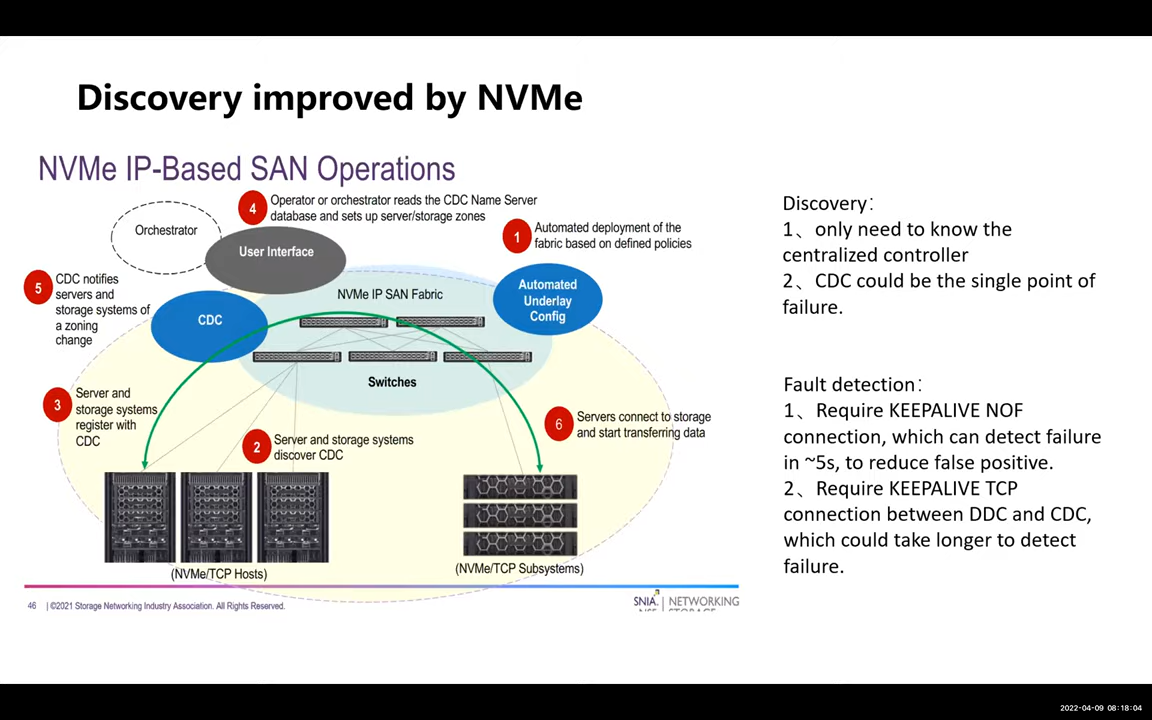 Discovery improved by NVMe
NVMe IP-Based SAN Operations
4
Operator or orchestrator reads the CDC Name Server
database and sets up server/storage zones
Orchestrator
User Interface
1
Automated deployment of the
fabric based on defined policies
5
CDC notifies
servers and
storage systems of
a zoning
change
CDC
NVMe IP SAN Fabric
Automated
Underlay
Config
Switches
3
Server and
storage systems
register with
CDC
2
Server and storage systems
discover CDC
6
Servers connect to storage
and start transferring data
(NVMe/TCP Hosts)
(NVMe/TCP Subsystems)
46 | ©2021 Storage Networking Industry Association. All Rights Reserved.
SNIA. | NETWORKING
NSF | STORAGE
Discovery：
1、only need to know the
centralized controller
2、CDC could be the single point of
failure.
Fault detection：
1、Require KEEPALIVE NOF
connection, which can detect failure
in ~5s, to reduce false positive.
2、Require KEEPALIVE TCP
connection between DDC and CDC,
which could take longer to detect
failure.
2022-04-09 08:18:04